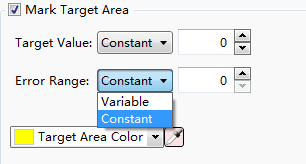 Mark Target Area
Target Value: Constant 0
Error Range: Constant 0
Variable
Constant
Target Area Color